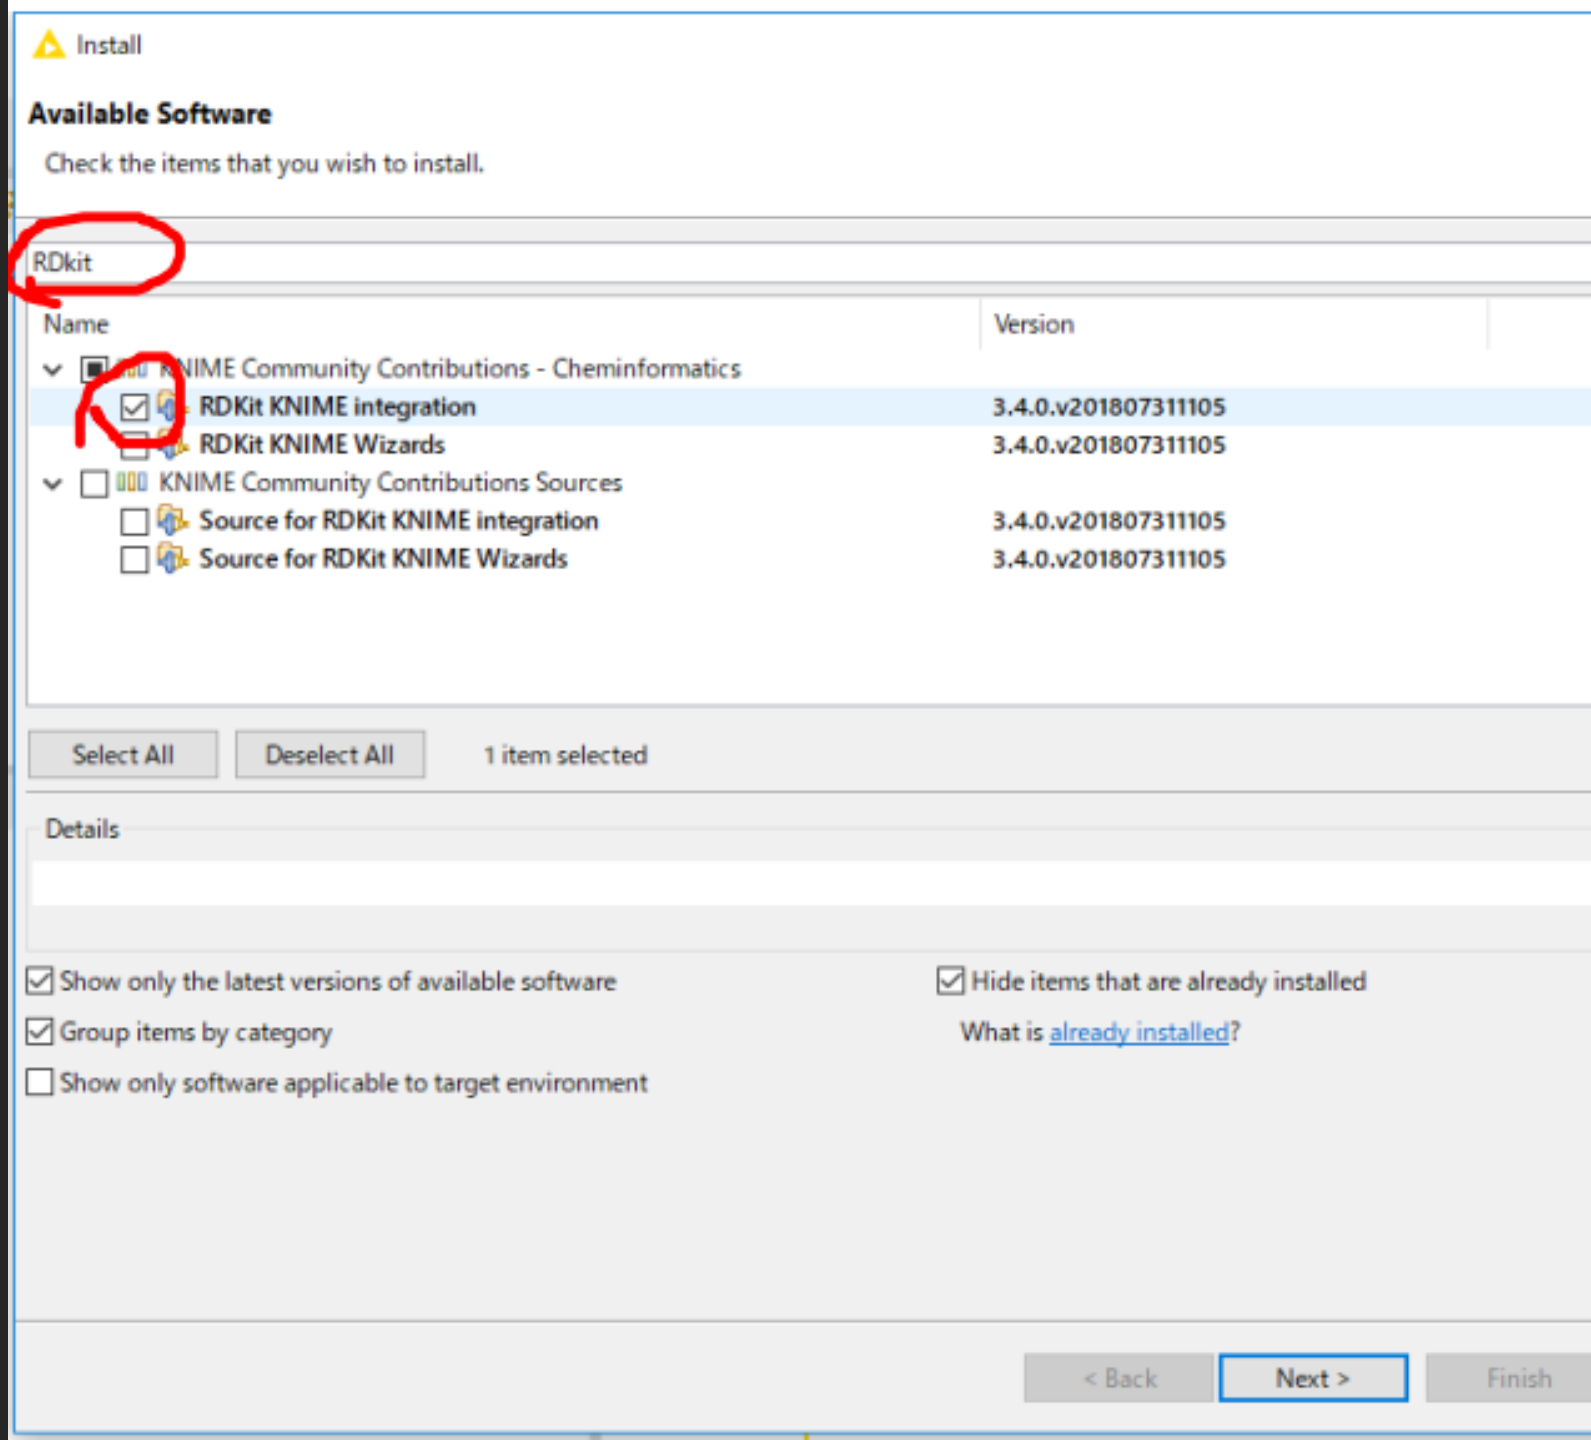 Install
Available Software
Check the items that you wish to install.
RDkit
Name Version
KNIME Community Contributions - Cheminformatics
RDKit KNIME integration 3.4.0.v201807311105
RDKit KNIME Wizards 3.4.0.v201807311105
KNIME Community Contributions Sources
Source for RDKit KNIME integration 3.4.0.v201807311105
Source for RDKit KNIME Wizards 3.4.0.v201807311105
Select All Deselect All 1 item selected
Details
Show only the latest versions of available software Hide items that are already installed
Group items by category What is already installed?
Show only software applicable to target environment
< Back Next > Finish